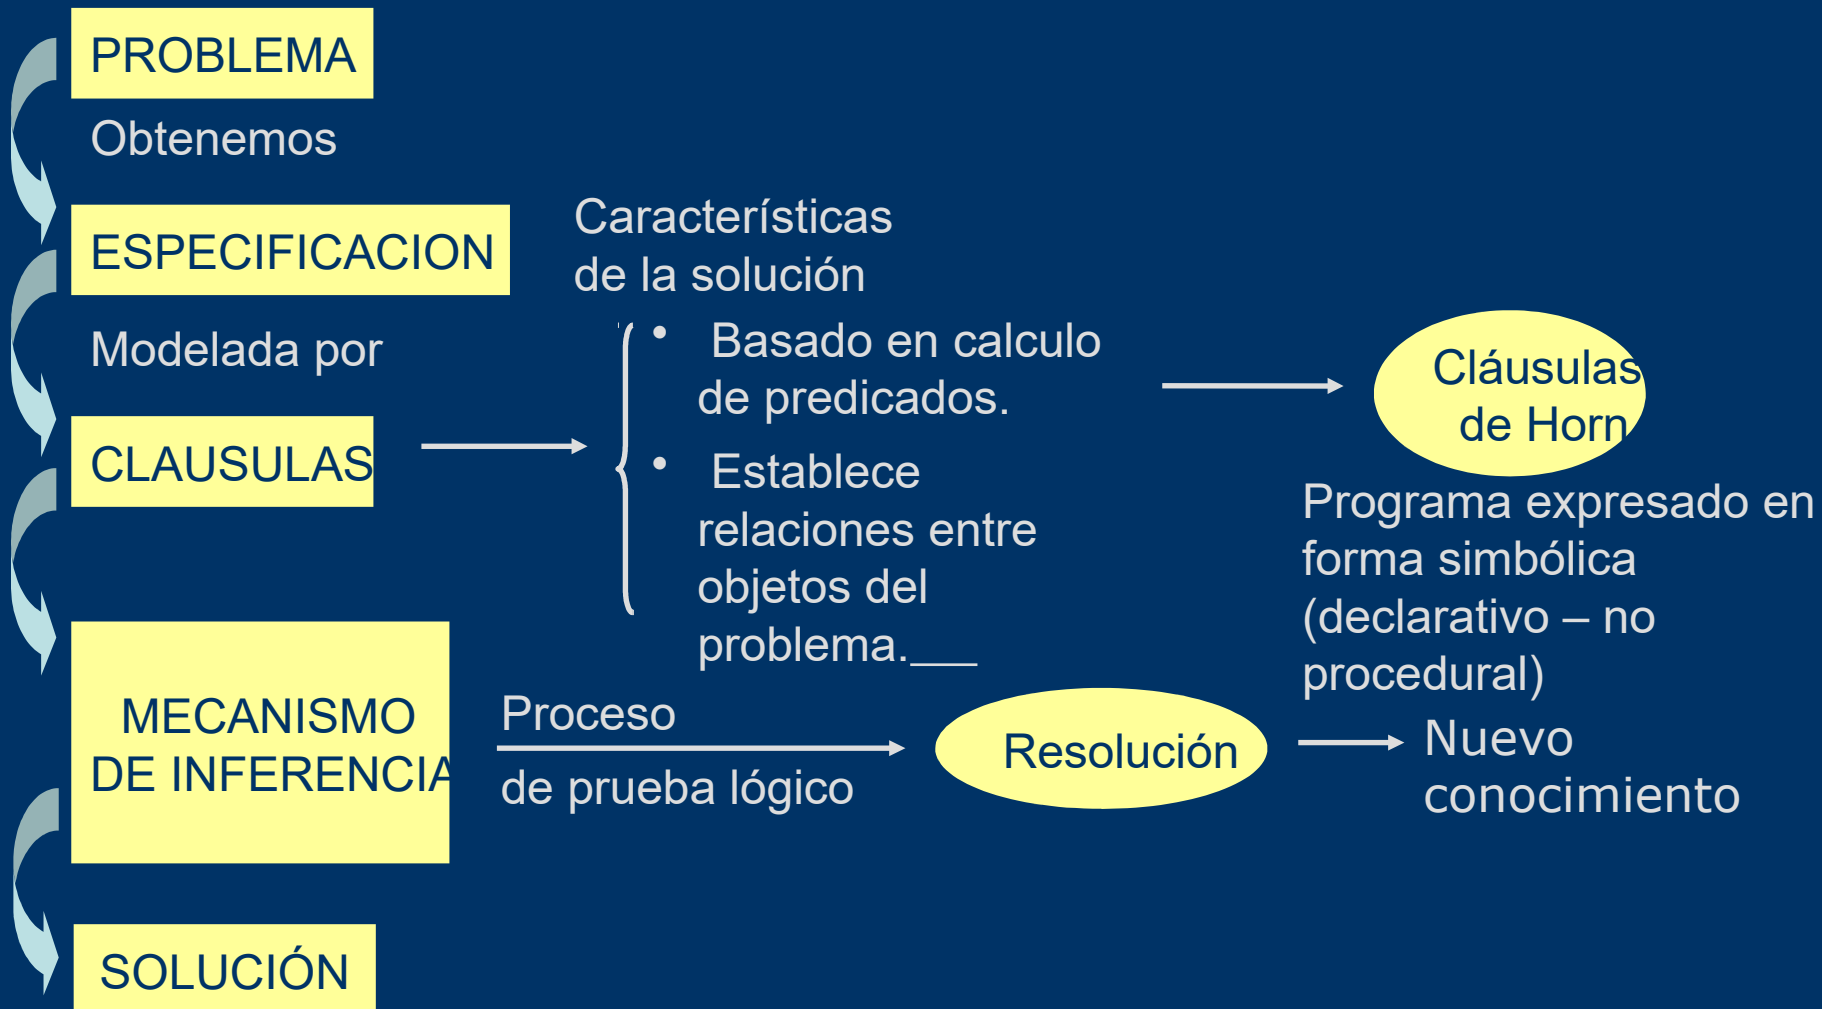 PROBLEMA
Obtenemos
ESPECIFICACION
Características
de la solución
Modelada por
• Basado en calculo
de predicados.
Cláusulas
de Horn
CLAUSULAS
• Establece
relaciones entre
objetos del
problema.___
Programa expresado en
forma simbólica
(declarativo – no
procedural)
MECANISMO
DE INFERENCIA
Proceso
de prueba lógico
Resolución
Nuevo
conocimiento
SOLUCIÓN